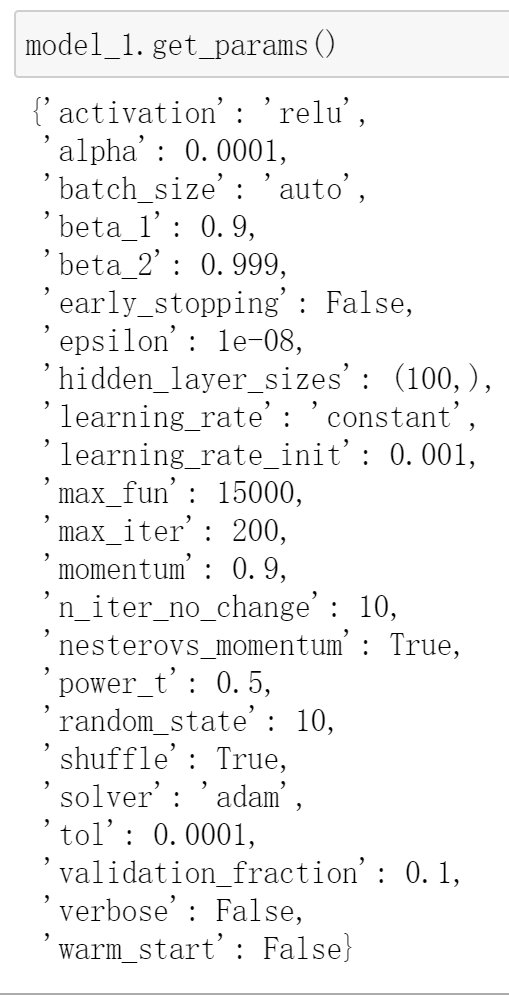 model_1.get_params()
{'activation': 'relu',
'alpha': 0.0001,
'batch_size': 'auto',
'beta_1': 0.9,
'beta_2': 0.999,
'early_stopping': False,
'epsilon': 1e-08,
'hidden_layer_sizes': (100,),
'learning_rate': 'constant',
'learning_rate_init': 0.001,
'max_fun': 15000,
'max_iter': 200,
'momentum': 0.9,
'n_iter_no_change': 10,
'nesterovs_momentum': True,
'power_t': 0.5,
'random_state': 10,
'shuffle': True,
'solver': 'adam',
'tol': 0.0001,
'validation_fraction': 0.1,
'verbose': False,
'warm_start': False}